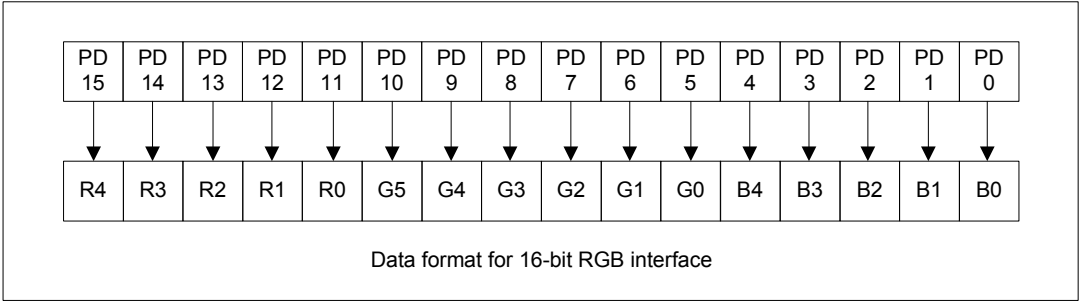 PD PD PD PD PD PD PD PD PD PD PD PD PD PD PD PD
15 14 13 12 11 10 9 8 7 6 5 4 3 2 1 0
R4 R3 R2 R1 R0 G5 G4 G3 G2 G1 G0 B4 B3 B2 B1 B0
Data format for 16-bit RGB interface